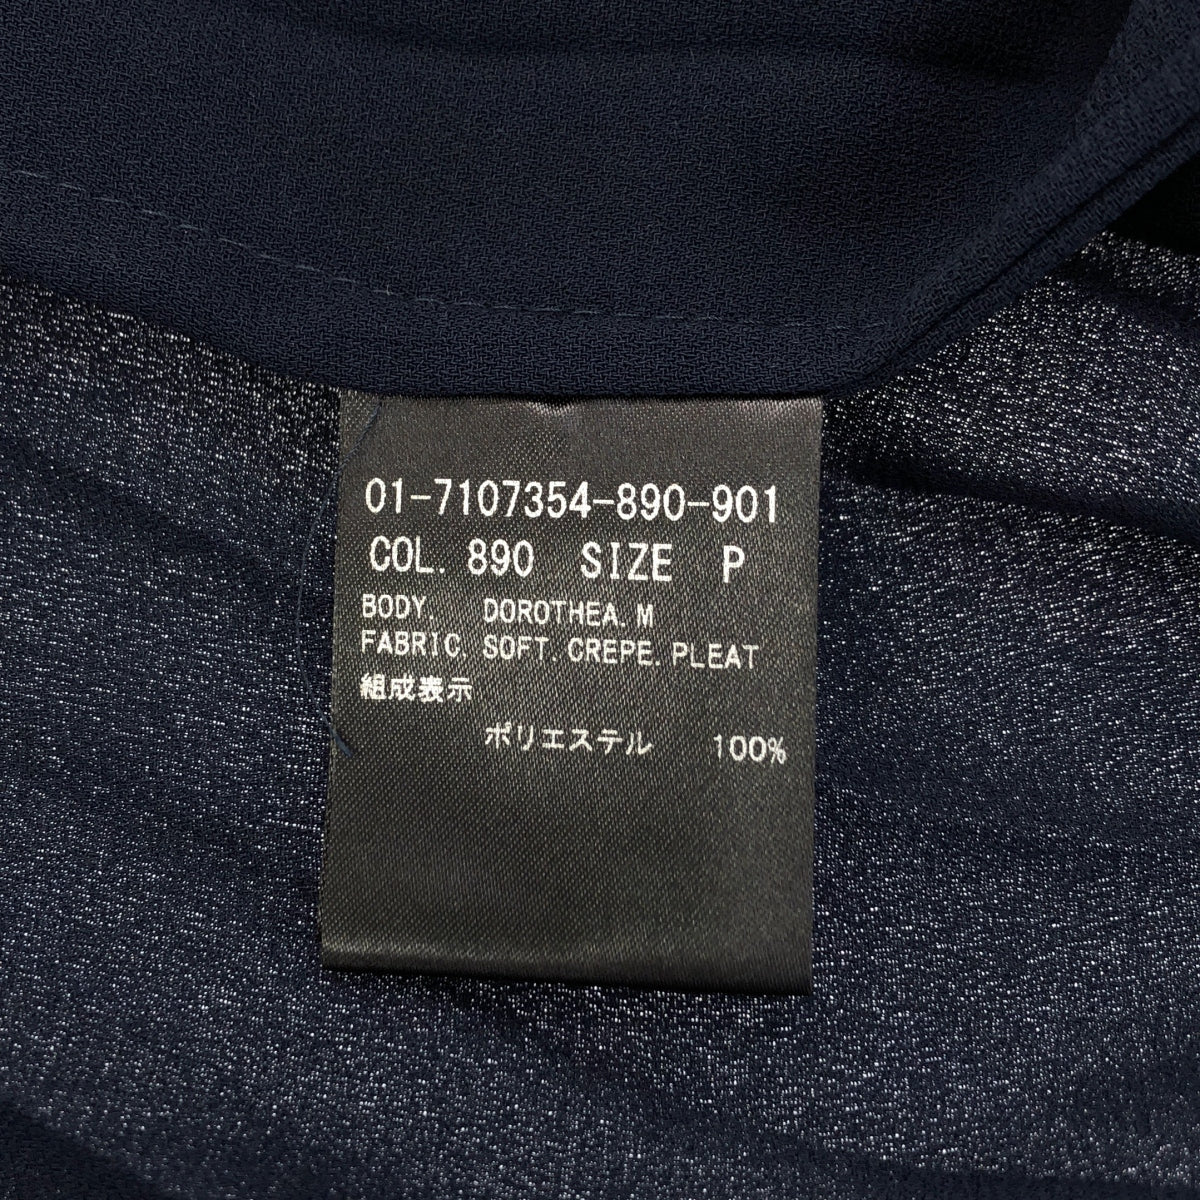 01-7107354-890-901
COL. 890 SIZE P
BODY. DOROTHEA.M
FABRIC. SOFT.CREPE.PLEAT
組成表示
ポリエステル 100%